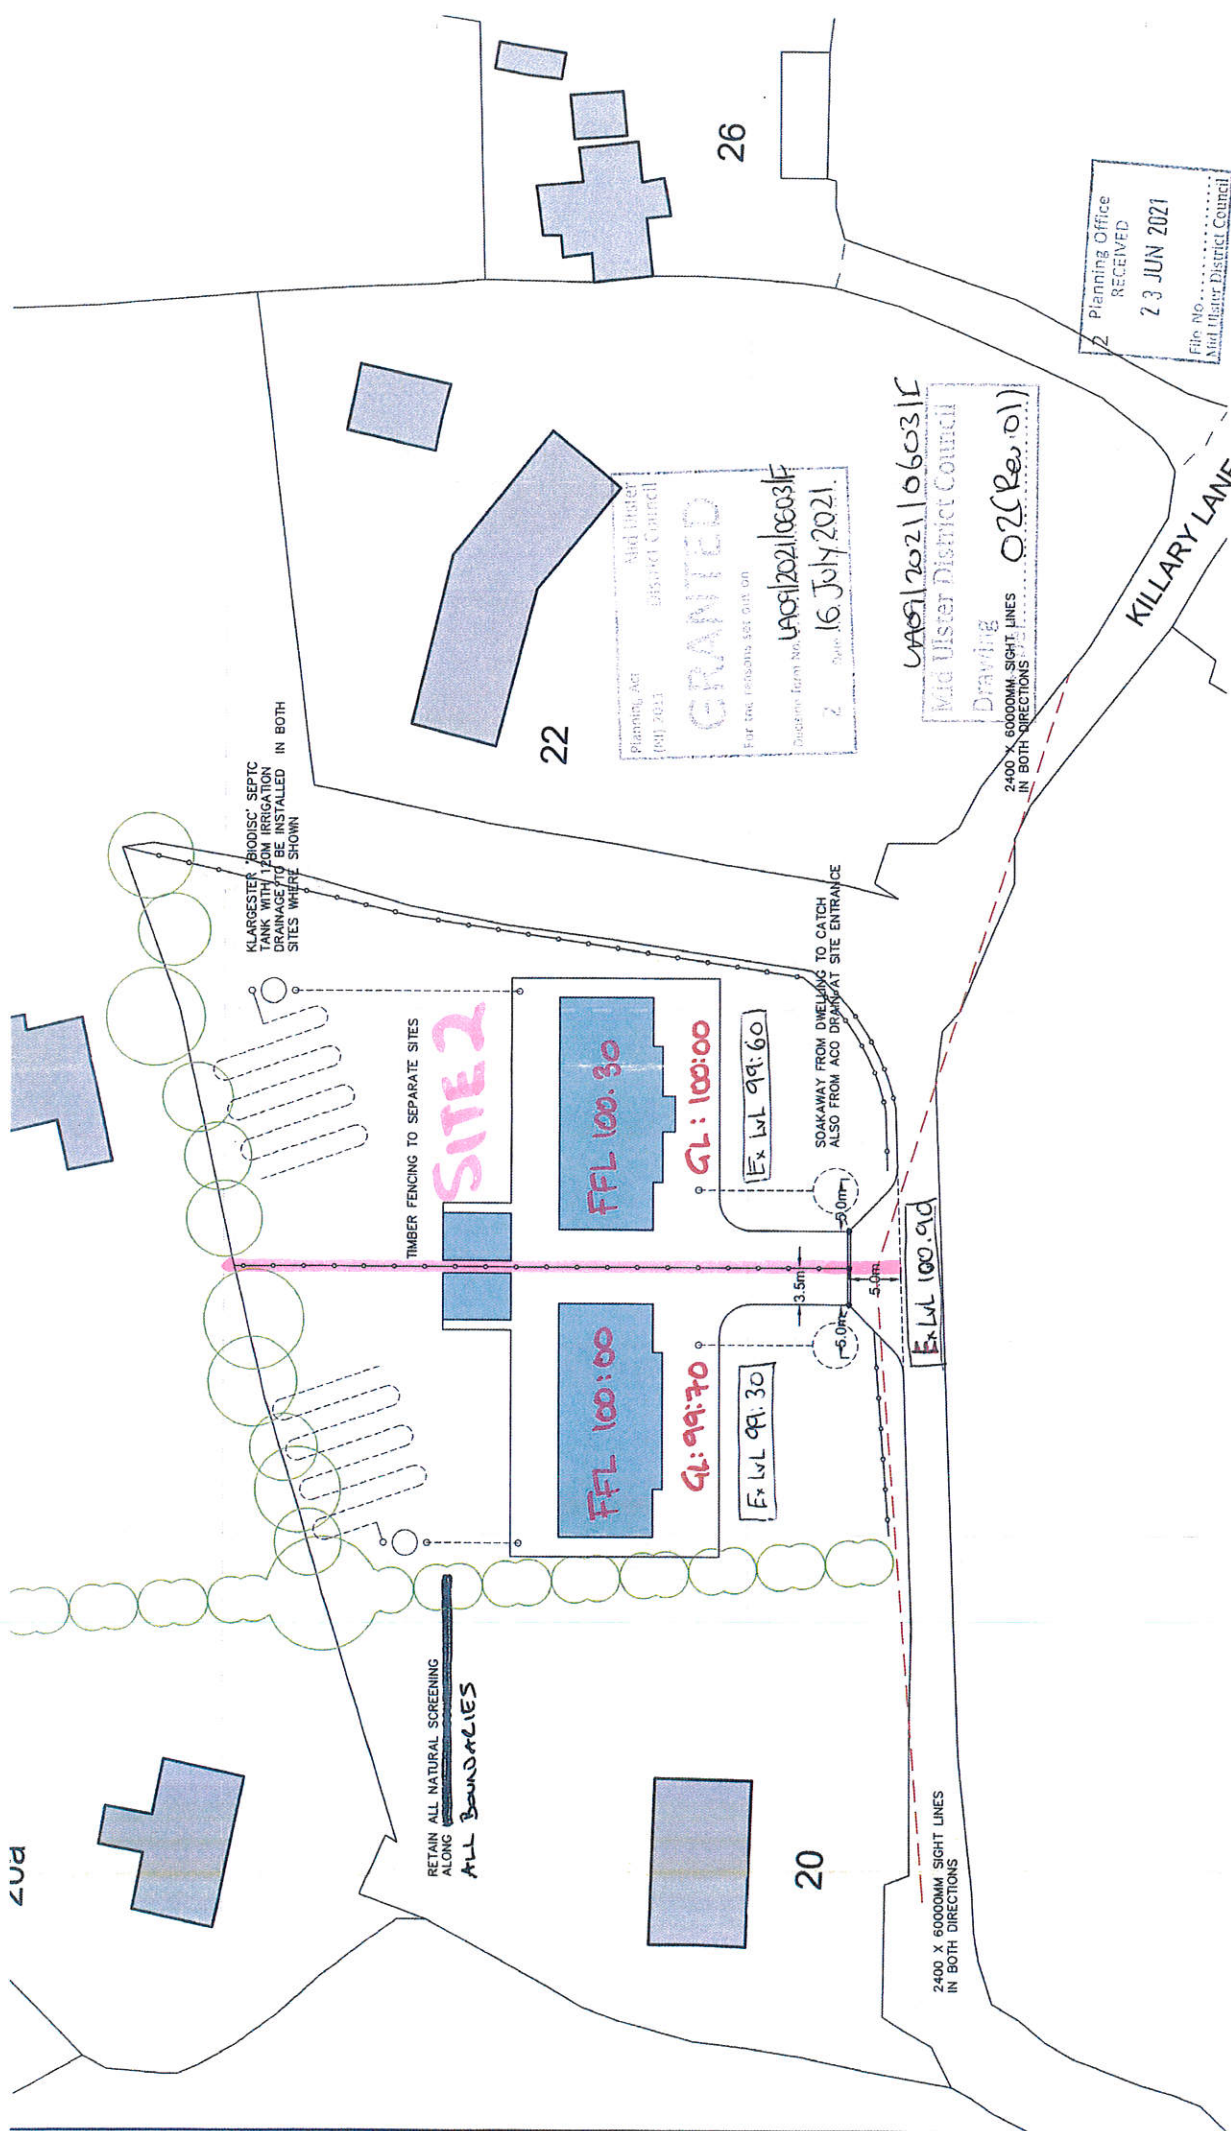 20a
RETAIN ALL NATURAL SCREENING
ALONG
ALL BOUNDARIES
20
2400 X 60000MM SIGHT LINES
IN BOTH DIRECTIONS
KLARGESTER 'BIODISC' SEPTC
TANK WITH 120M IRRIGATION
DRAINAGE TO BE INSTALLED IN BOTH
SITES WHERE SHOWN
TIMBER FENCING TO SEPARATE SITES
SITE 2
FFL 100:00
FFL 100.30
GL: 99:70
GL: 100:00
Ex LvL 99:30
Ex LvL 99:60
SOAKAWAY FROM DWELLING TO CATCH
ALSO FROM ACO DRAIN AT SITE ENTRANCE
3.5m
5.0m
5.0m
5.0m
Ex LvL 100.90
22
Planning Act
(NI) 2011
Mid Ulster
District Council
GRANTED
For the reasons set out on
Decision Form No. LA09/2021/0603/F
2 Date 16 July 2021
LA09/2021/0603/F
Mid Ulster District Council
Drawing
02(Rev.01)
2400 X 60000MM SIGHT LINES
IN BOTH DIRECTIONS
KILLARY LANE
26
2 Planning Office
RECEIVED
23 JUN 2021
File No..............
Mid Ulster District Council